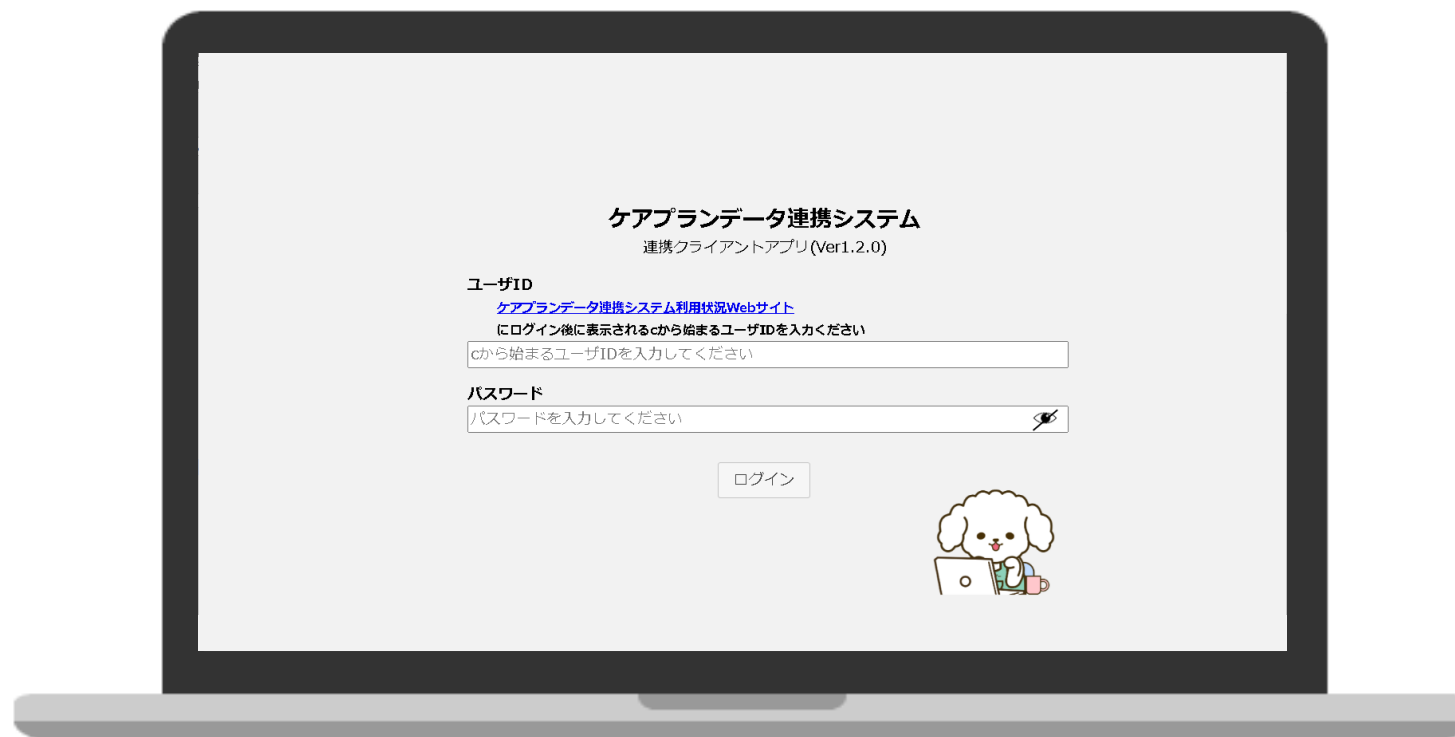 ケアプランデータ連携システム
連携クライアントアプリ(Ver1.2.0)
ユーザID
ケアプランデータ連携システム利用状況Webサイト
にログイン後に表示されるcから始まるユーザIDを入力ください
cから始まるユーザIDを入力してください
パスワード
パスワードを入力してください
ログイン